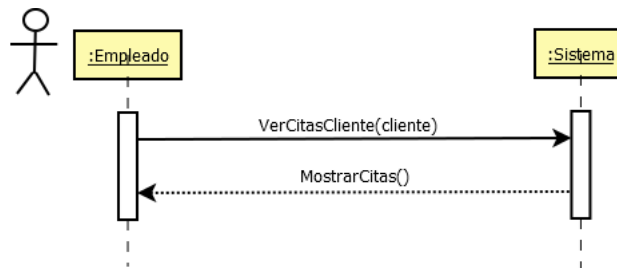 :Empleado
:Sistema
VerCitasCliente(cliente)
MostrarCitas()